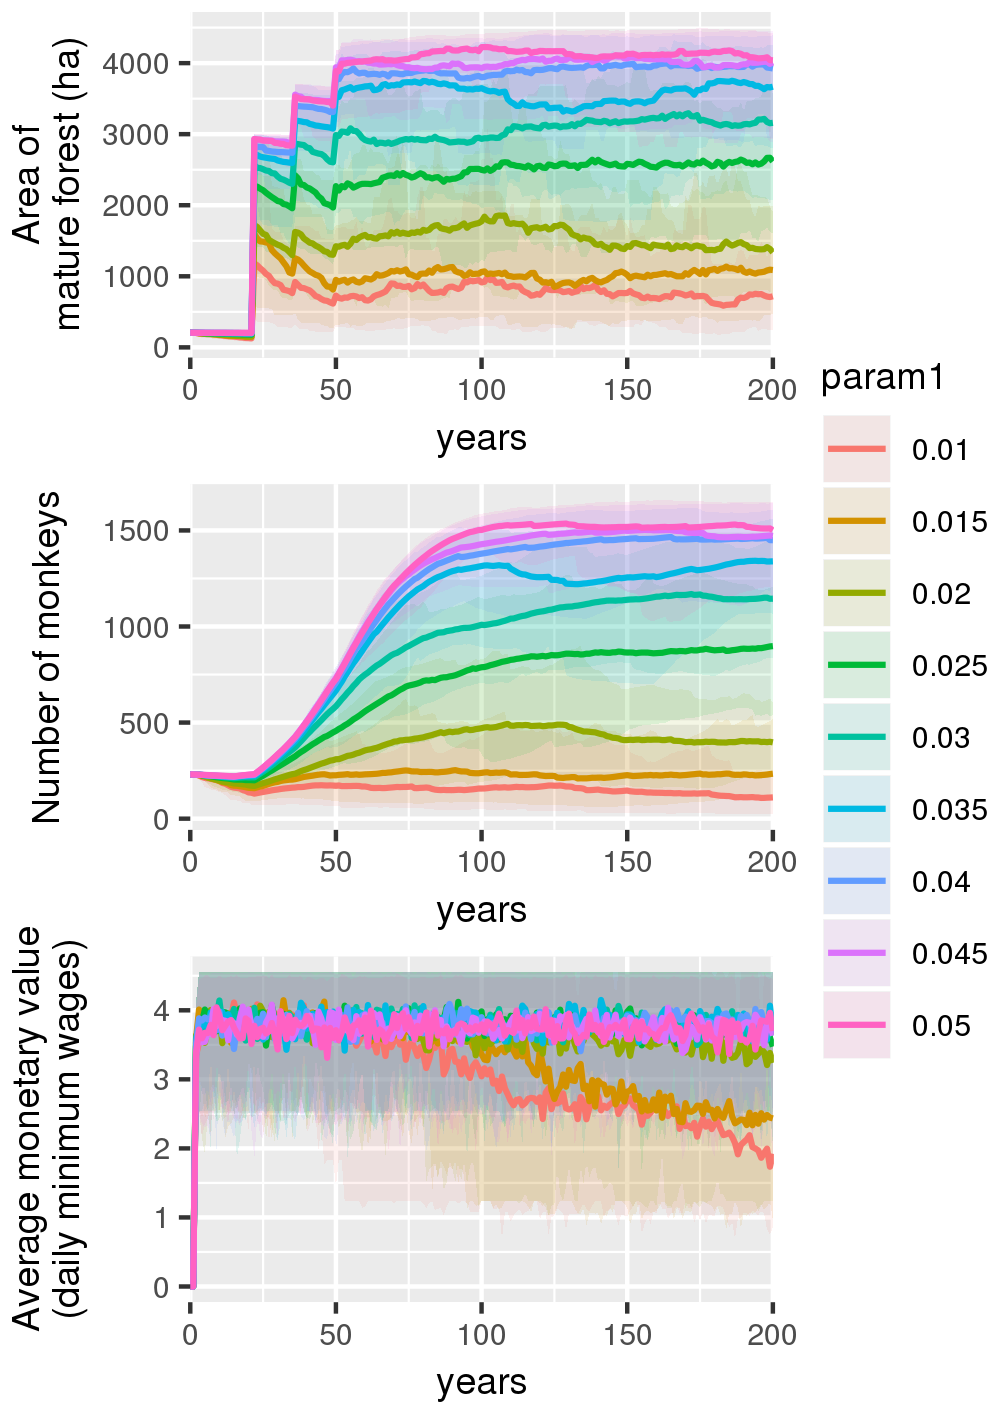 Area of
mature forest (ha)
4000
3000
2000
1000
0
0 50 100 150 200
years
Number of monkeys
1500
1000
500
0
0 50 100 150 200
years
Average monetary value
(daily minimum wages)
4
3
2
1
0
0 50 100 150 200
years
param1
0.01
0.015
0.02
0.025
0.03
0.035
0.04
0.045
0.05